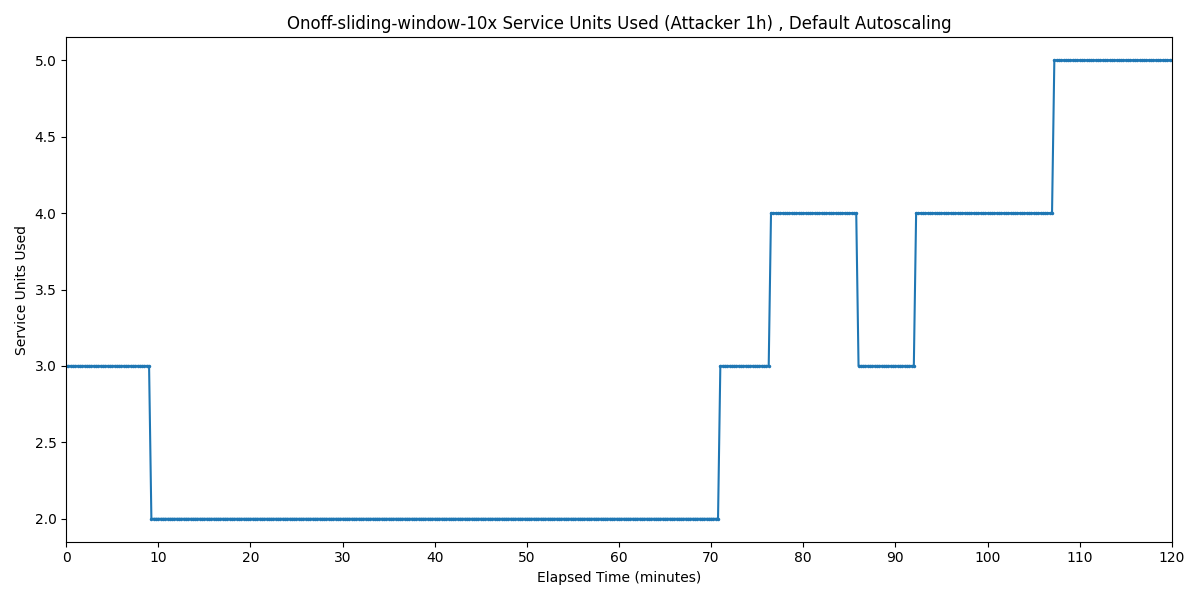 Onoff-sliding-window-10x Service Units Used (Attacker 1h) , Default Autoscaling
Service Units Used
5.0
4.5
4.0
3.5
3.0
2.5
2.0
0 10 20 30 40 50 60 70 80 90 100 110 120
Elapsed Time (minutes)